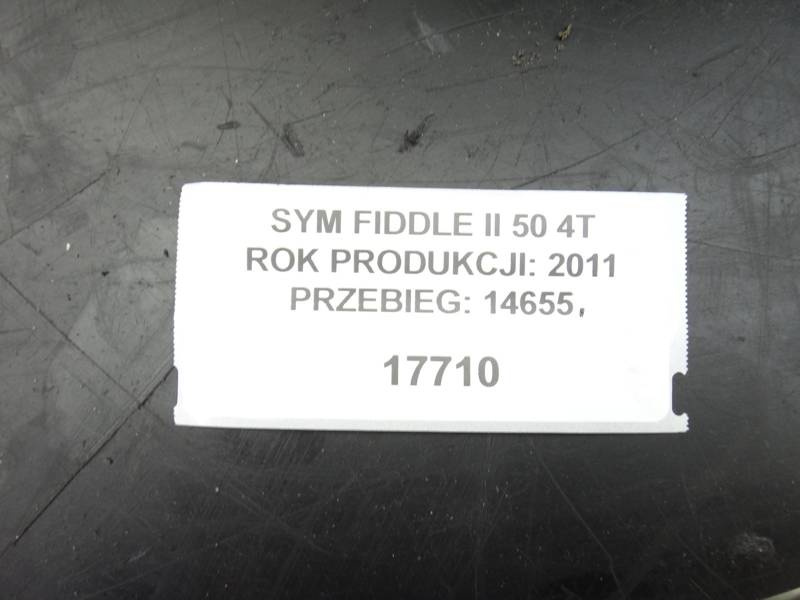 SYM FIDDLE II 50 4T
ROK PRODUKCJI: 2011
PRZEBIEG: 14655,
17710